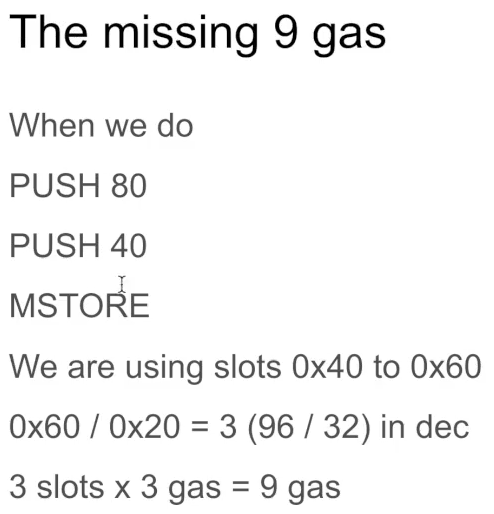 The missing 9 gas
When we do
PUSH 80
PUSH 40
MSTORE
We are using slots 0x40 to 0x60
0x60 / 0x20 = 3 (96 / 32) in dec
3 slots x 3 gas = 9 gas